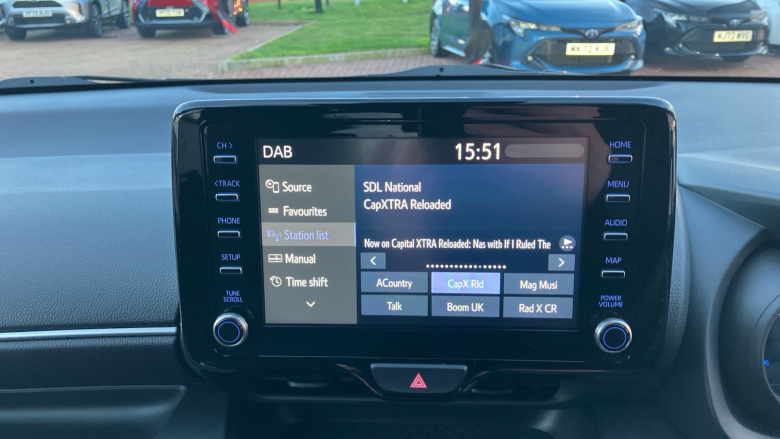 CH >
<TRACK
PHONE
SETUP
TUNE
SCROLL
DAB
15:51
Source
Favourites
Station list
Manual
Time shift
SDL National
CapXTRA Reloaded
Now on Capital XTRA Reloaded: Nas with If I Ruled The
<
>
ACountry
CapX Rld
Mag Musi
Talk
Boom UK
Rad X CR
HOME
MENU
AUDIO
MAP
POWER
VOLUME